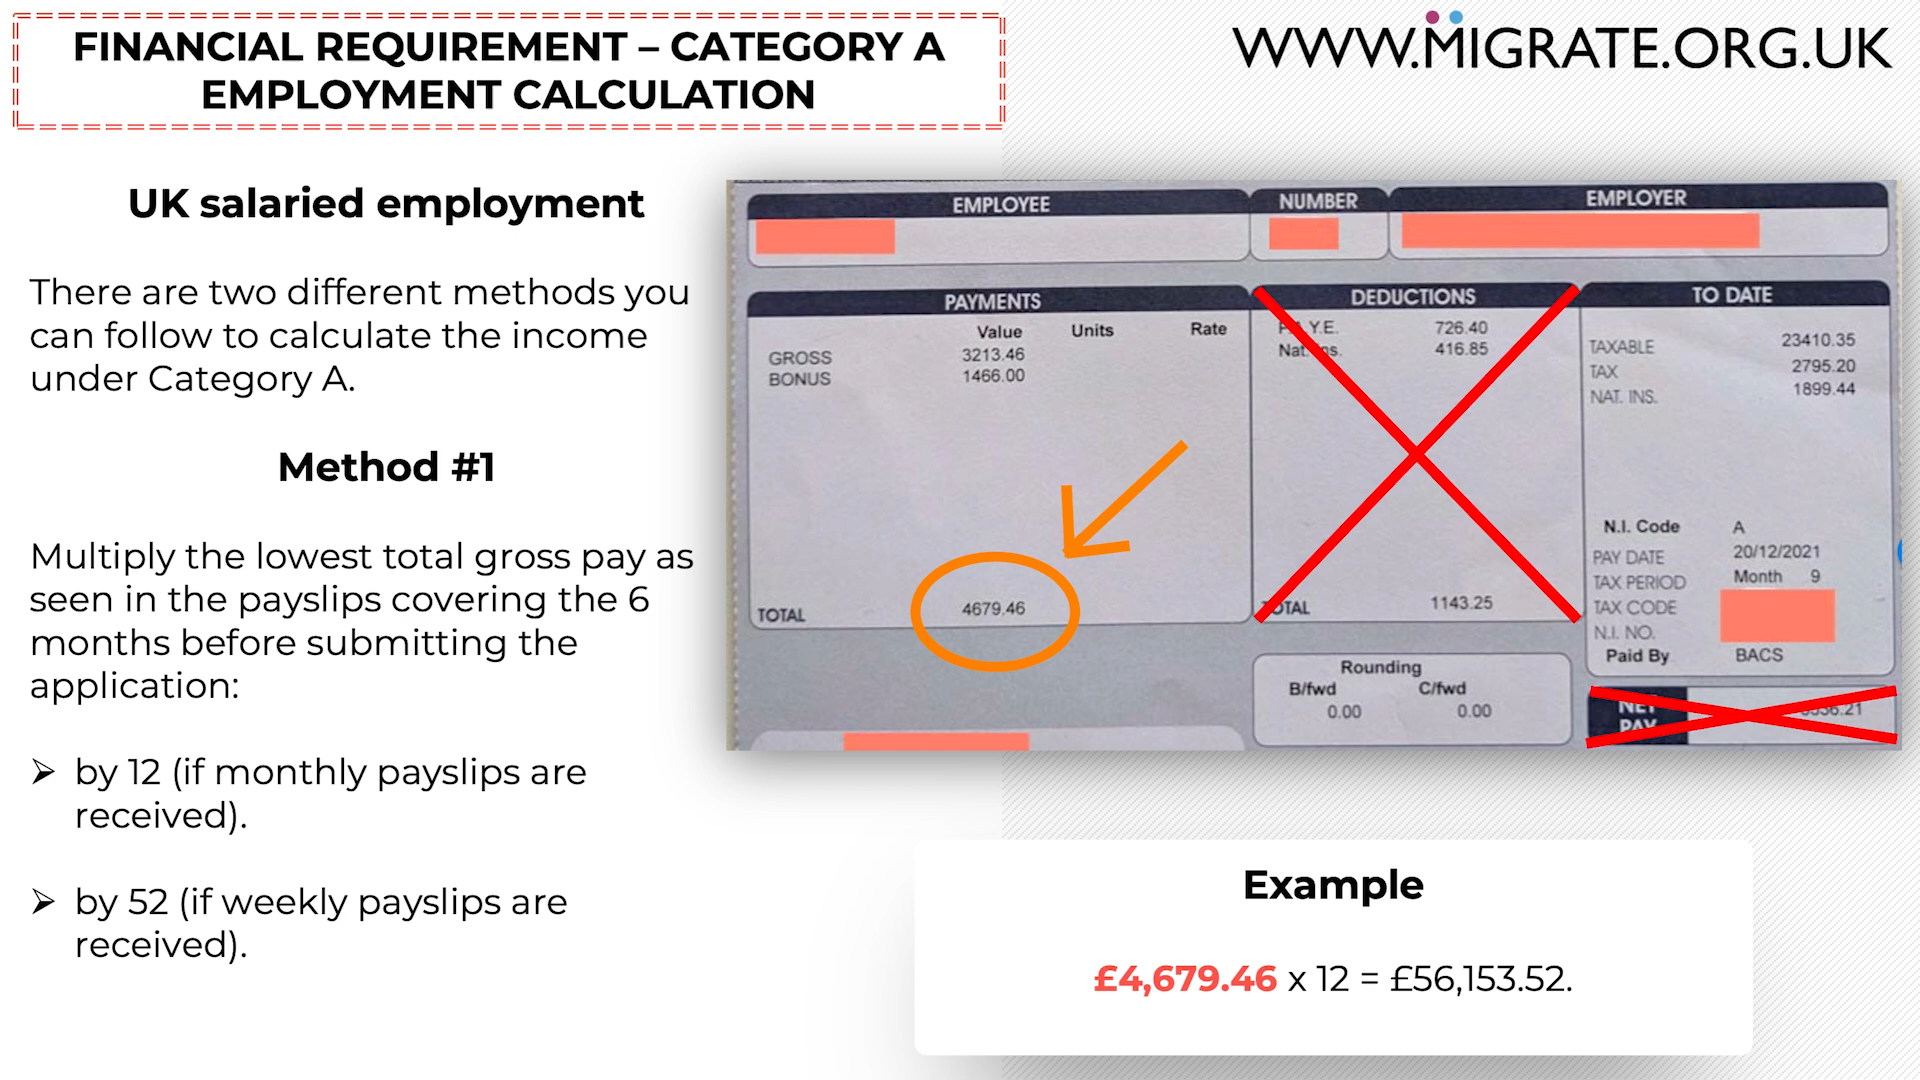 FINANCIAL REQUIREMENT – CATEGORY A
EMPLOYMENT CALCULATION
WWW.MIGRATE.ORG.UK
UK salaried employment
There are two different methods you
can follow to calculate the income
under Category A.
Method #1
Multiply the lowest total gross pay as
seen in the payslips covering the 6
months before submitting the
application:
➢ by 12 (if monthly payslips are
received).
➢ by 52 (if weekly payslips are
received).
EMPLOYEE NUMBER EMPLOYER
PAYMENTS
Value Units Rate
GROSS 3213.46
BONUS 1466.00
TOTAL 4679.46
DEDUCTIONS
726.40
Nat. 416.85
1143.25
TO DATE
TAXABLE 23410.35
TAX 2795.20
NAT. INS. 1899.44
N.I. Code A
PAY DATE 20/12/2021
TAX PERIOD Month 9
TAX CODE
N.I. NO.
Paid By BACS
Rounding
B/fwd C/fwd
0.00 0.00
NET
PAY
Example
£4,679.46 x 12 = £56,153.52.